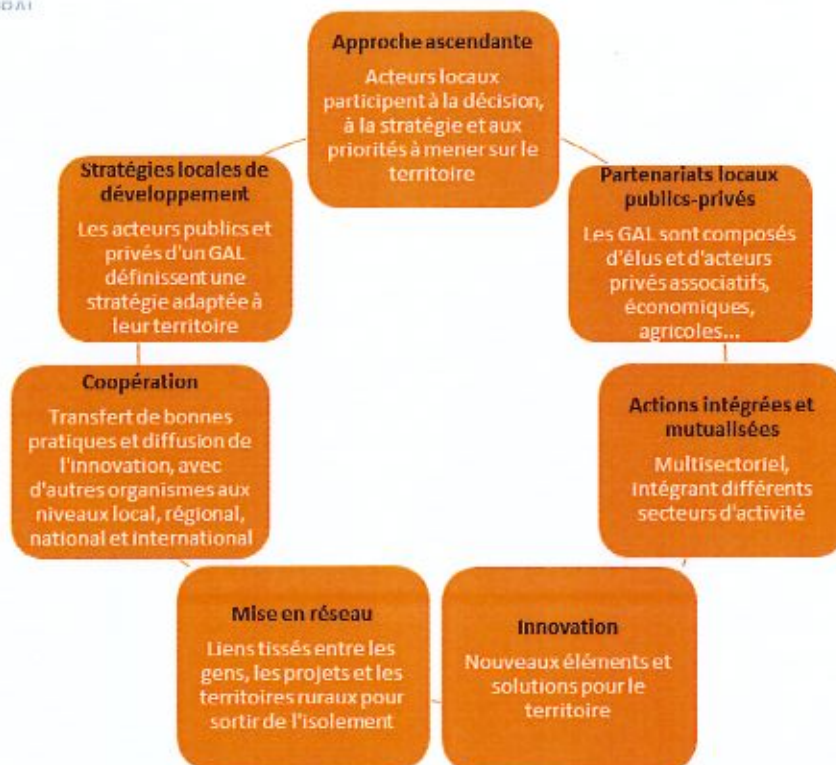 Approche ascendante
Acteurs locaux
participent à la décision,
à la stratégie et aux
priorités à mener sur le
territoire
Stratégies locales de
développement
Les acteurs publics et
privés d'un GAL
définissent une
stratégie adaptée à
leur territoire
Partenariats locaux
publics-privés
Les GAL sont composés
d'élus et d'acteurs
privés associatifs,
économiques,
agricoles...
Coopération
Transfert de bonnes
pratiques et diffusion de
l'innovation, avec
d'autres organismes aux
niveaux local, régional,
national et international
Actions intégrées et
mutualisées
Multisectoriel,
intégrant différents
secteurs d'activité
Mise en réseau
Liens tissés entre les
gens, les projets et les
territoires ruraux pour
sortir de l'isolement
Innovation
Nouveaux éléments et
solutions pour le
territoire